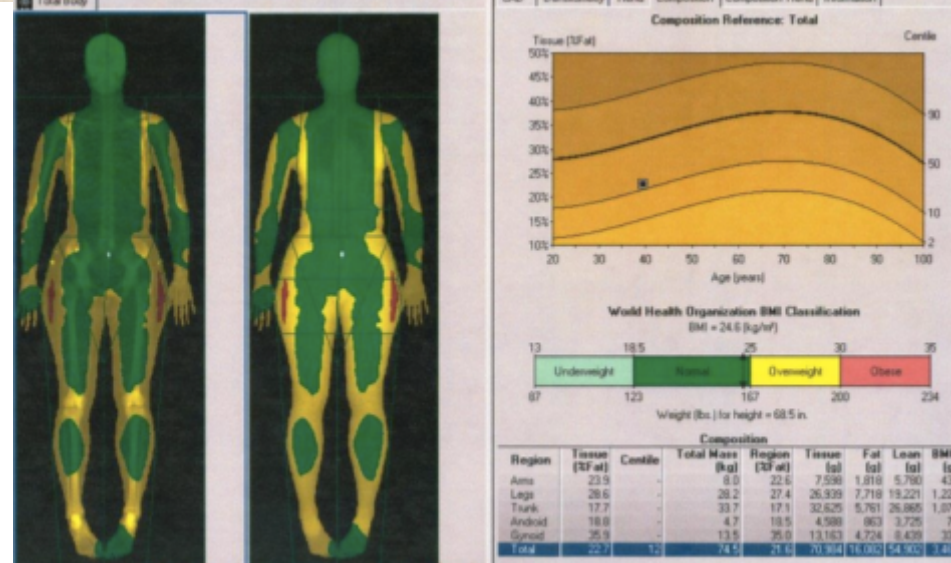 Total Body
Composition Reference: Total
Tissue (%Fat)
Centile
50%
45%
40%
35%
30%
25%
20%
15%
10%
90
50
10
2
20 30 40 50 60 70 80 90 100
Age (years)
World Health Organization BMI Classification
BMI = 24.6 (kg/m²)
13 18.5 25 30 35
Underweight Normal Overweight Obese
87 123 167 200 234
Weight (lbs.) for height = 68.5 in.
Composition
Region Tissue (%Fat) Centile Total Mass (kg) Region (%Fat) Tissue (g) Fat (g) Lean (g)
Arms 23.9 - 8.0 22.6 7,598 1,818 5,780
Legs 28.6 - 28.2 27.4 26,939 7,718 19,221
Trunk 17.7 - 33.7 17.1 32,625 5,761 26,865
Android 18.8 - 4.7 18.5 4,588 863 3,725
Gynoid 35.9 - 13.5 35.0 13,163 4,724 8,439
Total 22.7 12 74.5 21.6 70,984 16,082 54,902